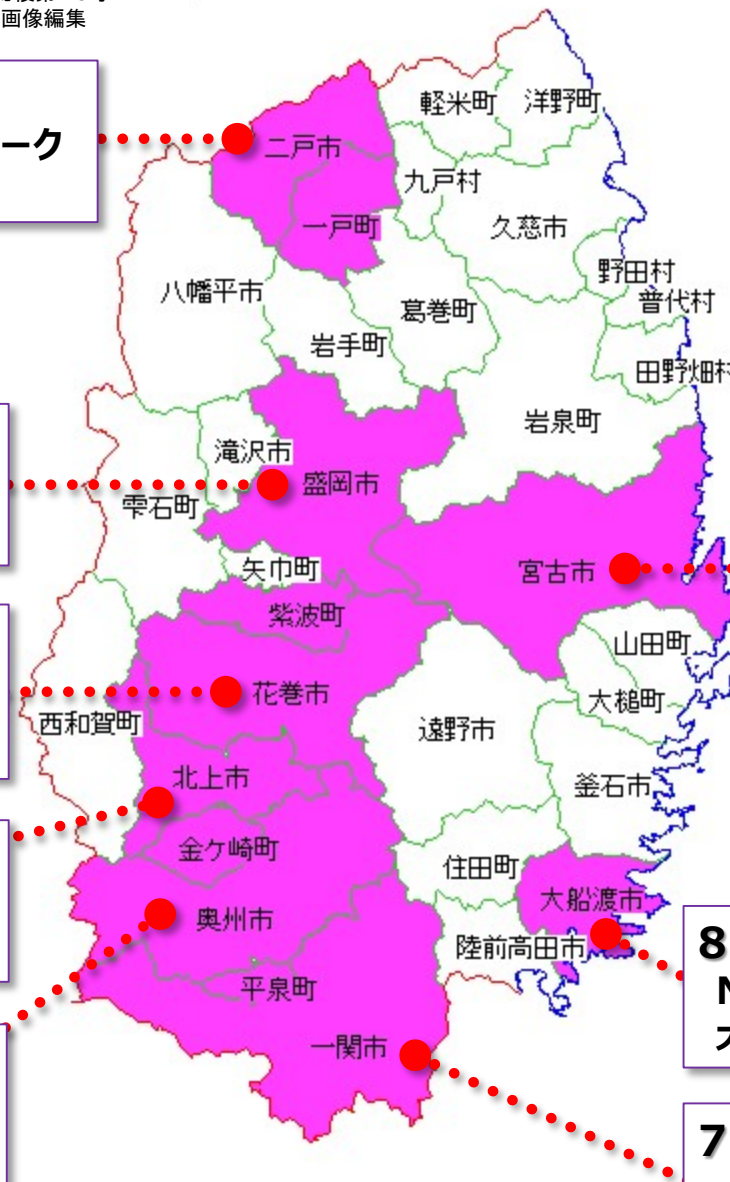 画像編集
ーク
軽米町
洋野町
二戸市
九戸村
一戸町
久慈市
野田村
八幡平市
普代村
葛巻町
岩手町
田野畑村
岩泉町
滝沢市
盛岡市
雫石町
矢巾町
宮古市
紫波町
山田町
花巻市
大槌町
西和賀町
遠野市
北上市
釜石市
金ケ崎町
住田町
大船渡市
奥州市
陸前高田市
8
平泉町
一関市
7